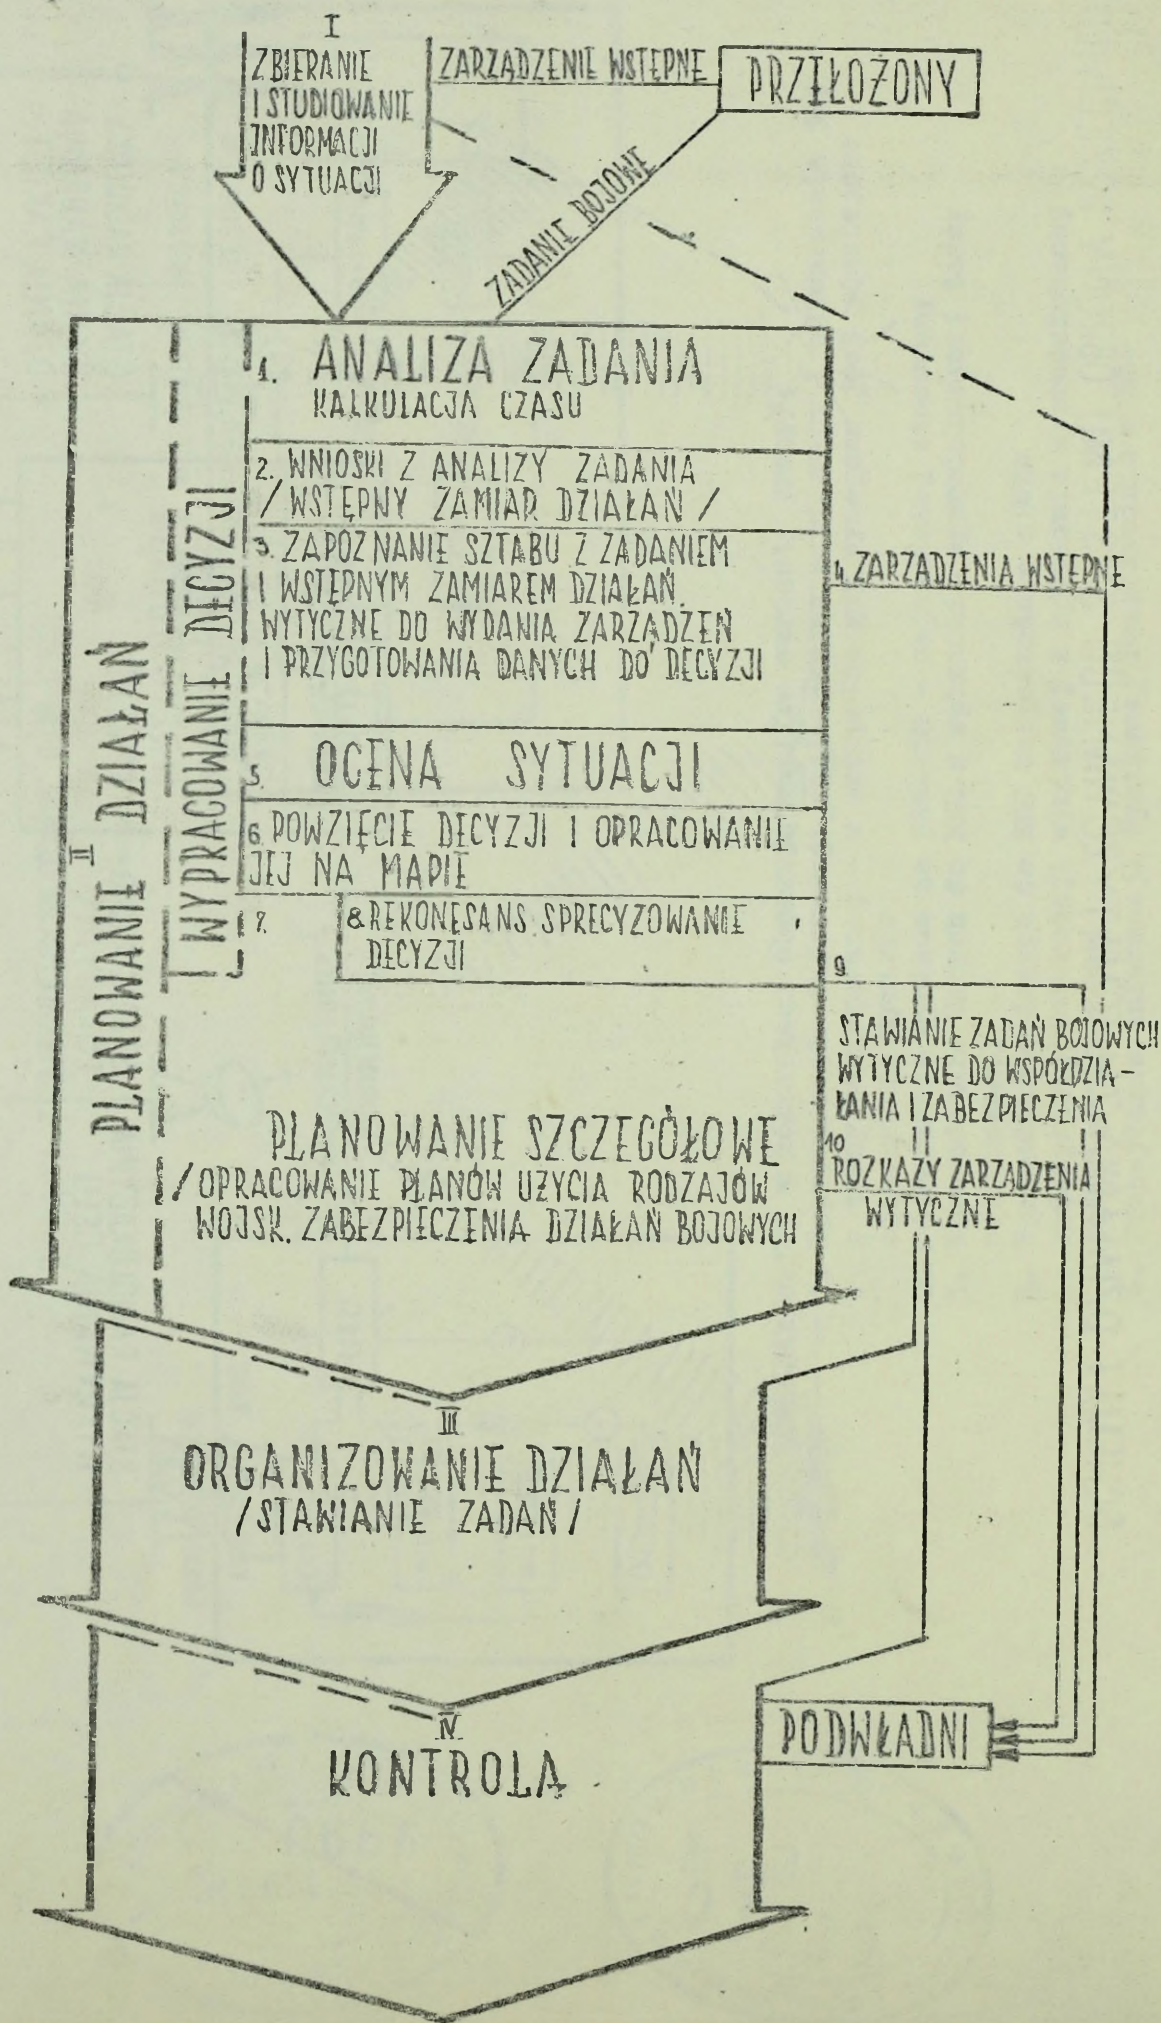 I
ZBIERANIE
I STUDIOWANIE
INFORMACJI
O SYTUACJI
ZARZĄDZENIE WSTĘPNE
PRZEŁOŻONY
ZADANIE BOJOWE
II
PLANOWANIE DZIAŁAŃ
WYPRACOWANIE DECYZJI
1. ANALIZA ZADANIA
KALKULACJA CZASU
2. WNIOSKI Z ANALIZY ZADANIA
/WSTĘPNY ZAMIAR DZIAŁAŃ/
3. ZAPOZNANIE SZTABU Z ZADANIEM
I WSTĘPNYM ZAMIAREM DZIAŁAŃ.
WYTYCZNE DO WYDANIA ZARZĄDZEŃ
I PRZYGOTOWANIA DANYCH DO DECYZJI
4. ZARZĄDZENIA WSTĘPNE
5. OCENA SYTUACJI
6. POWZIĘCIE DECYZJI I OPRACOWANIE
JEJ NA MAPIE
7.
8. REKONESANS. SPRECYZOWANIE
DECYZJI
9
STAWIANIE ZADAŃ BOJOWYCH
WYTYCZNE DO WSPÓŁDZIA-
ŁANIA I ZABEZPIECZENIA
10
ROZKAZY ZARZĄDZENIA
WYTYCZNE
PLANOWANIE SZCZEGÓŁOWE
/OPRACOWANIE PLANÓW UŻYCIA RODZAJÓW
WOJSK. ZABEZPIECZENIA DZIAŁAŃ BOJOWYCH
III
ORGANIZOWANIE DZIAŁAŃ
/STAWIANIE ZADAŃ/
IV
KONTROLA
PODWŁADNI